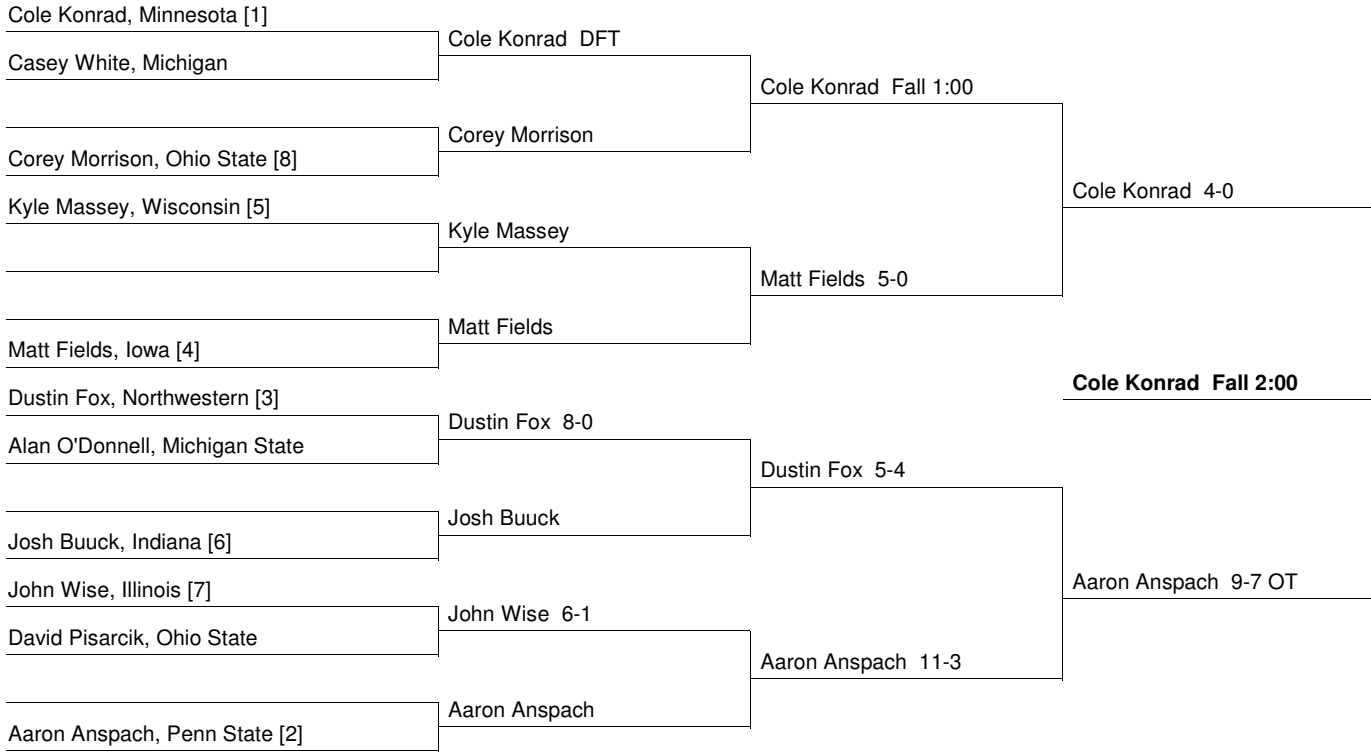 Cole Konrad, Minnesota [1]
Casey White, Michigan
Corey Morrison, Ohio State [8]
Kyle Massey, Wisconsin [5]
Matt Fields, Iowa [4]
Dustin Fox, Northwestern [3]
Alan O'Donnell, Michigan State
Josh Buuck, Indiana [6]
John Wise, Illinois [7]
David Pisarcik, Ohio State
Aaron Anspach, Penn State [2]
Cole Konrad DFT
Corey Morrison
Kyle Massey
Matt Fields
Dustin Fox 8-0
Josh Buuck
John Wise 6-1
Aaron Anspach
Cole Konrad Fall 1:00
Matt Fields 5-0
Dustin Fox 5-4
Aaron Anspach 11-3
Cole Konrad 4-0
Aaron Anspach 9-7 OT
Cole Konrad Fall 2:00